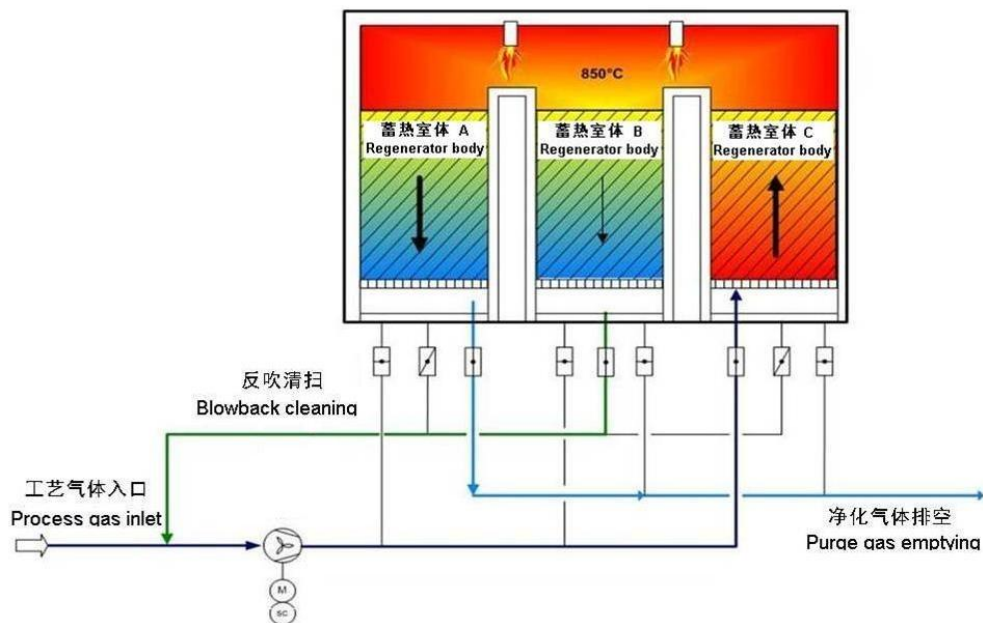 850°C
蓄热室体 A
Regenerator body
蓄热室体 B
Regenerator body
蓄热室体 C
Regenerator body
反吹清扫
Blowback cleaning
工艺气体入口
Process gas inlet
净化气体排空
Purge gas emptying
M
SC